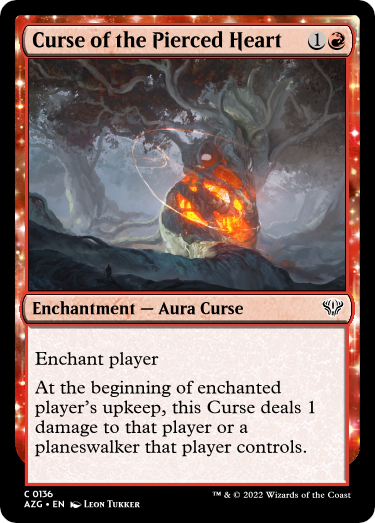 Curse of the Pierced Heart 1
Enchantment — Aura Curse
Enchant player
At the beginning of enchanted
player's upkeep, this Curse deals 1
damage to that player or a
planeswalker that player controls.
C 0136
AZG • EN Leon Tukker
™ & © 2022 Wizards of the Coast